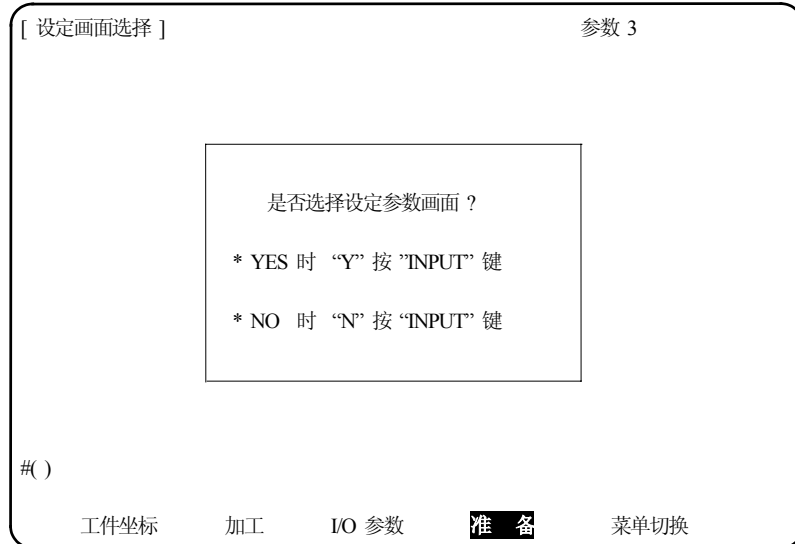 [ 设定画面选择 ] 参数 3
是否选择设定参数画面 ?
* YES 时 “Y” 按 ”INPUT” 键
* NO 时 “N” 按 “INPUT” 键
#( )
工件坐标 加工 I/O 参数 准 备 菜单切换